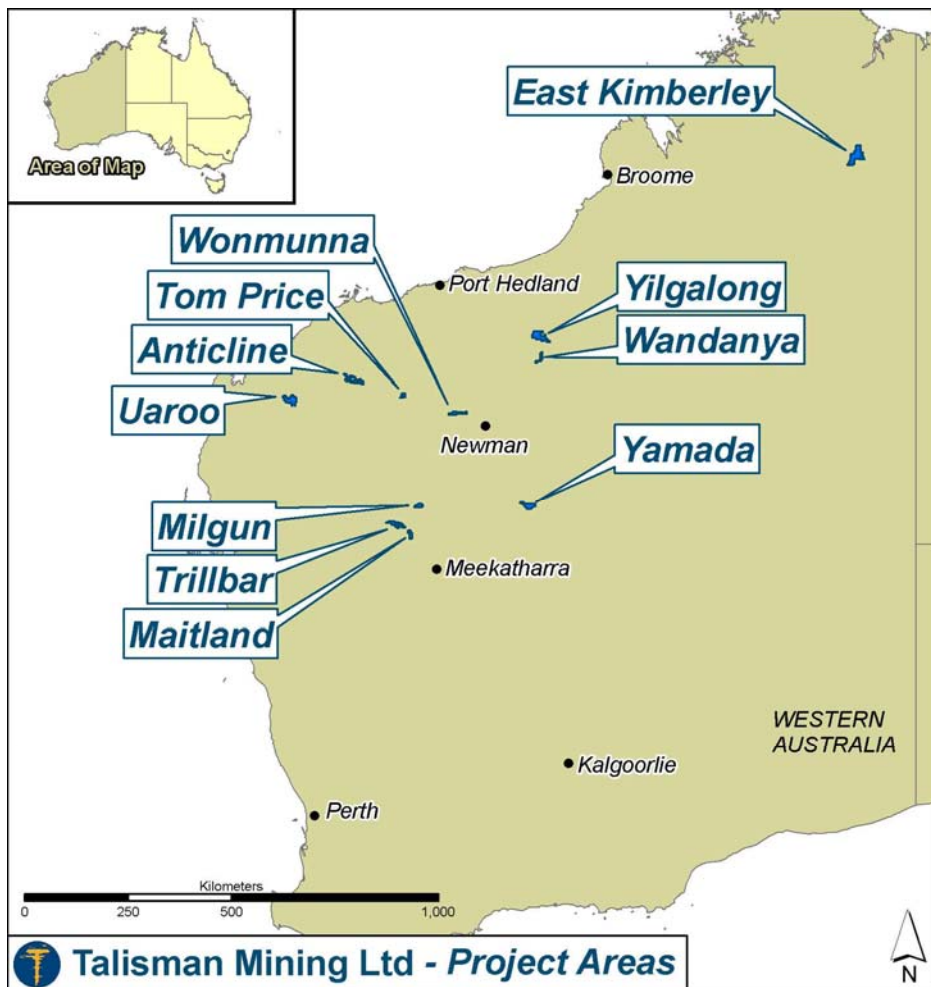 Area of Map
East Kimberley
Broome
Wonmunna
Port Hedland
Tom Price
Yilgalong
Anticline
Wandanya
Uaroo
Newman
Yamada
Milgun
Trillbar
Meekatharra
Maitland
WESTERN
AUSTRALIA
Kalgoorlie
Perth
Kilometers
0 250 500 1,000
Talisman Mining Ltd - Project Areas
N